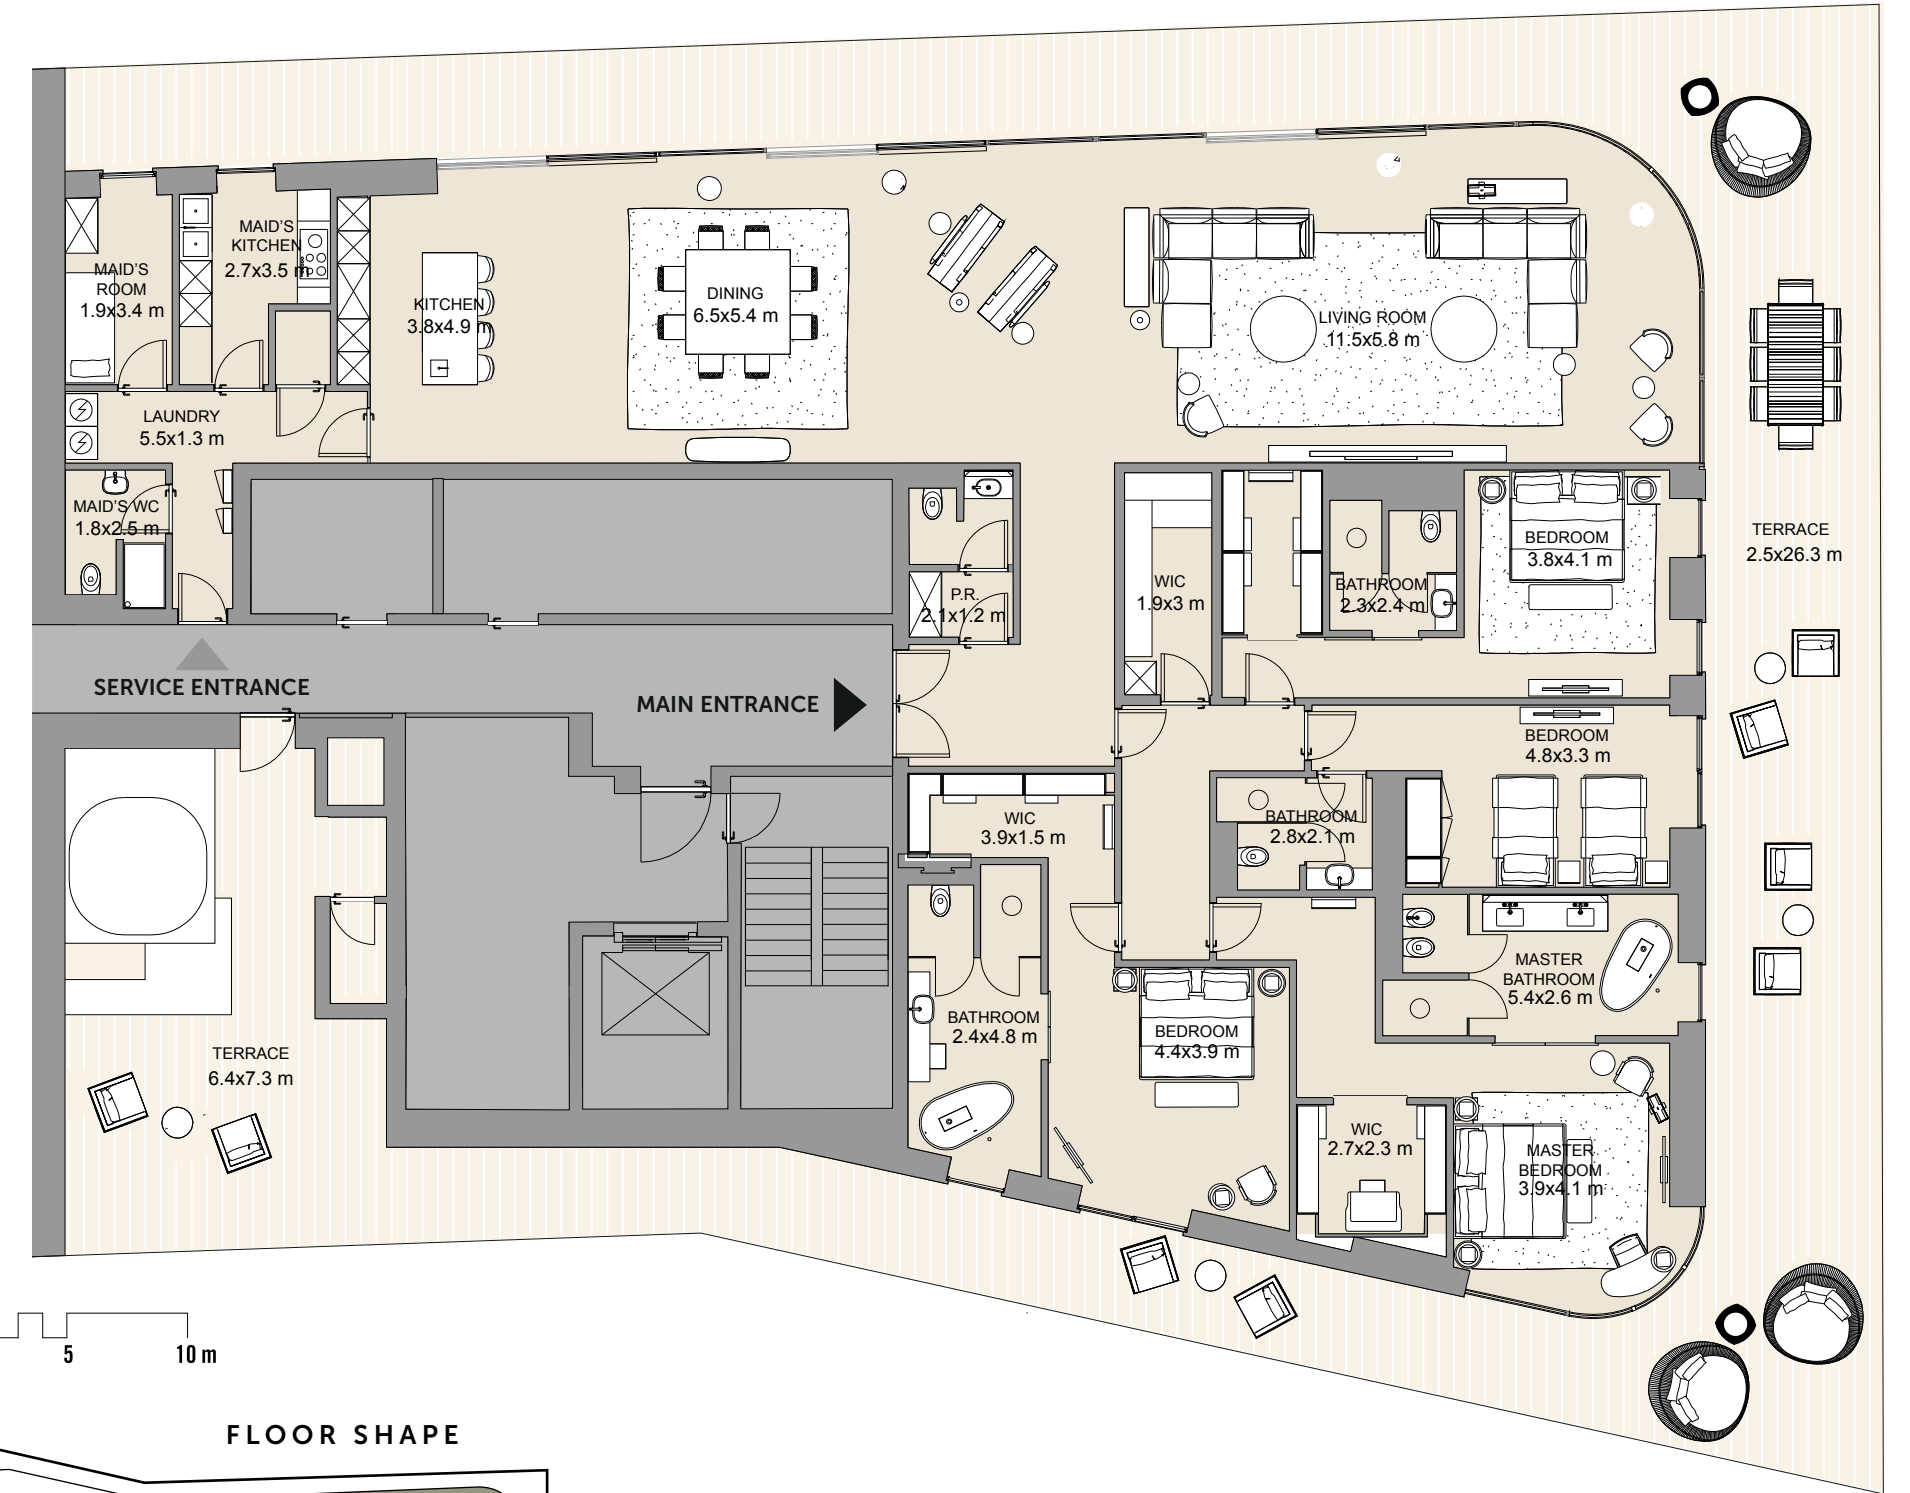 MAID'S
ROOM
1.9x3.4 m
MAID'S
KITCHEN
2.7x3.5 m
KITCHEN
3.8x4.9 m
DINING
6.5x5.4 m
LIVING ROOM
11.5x5.8 m
LAUNDRY
5.5x1.3 m
MAID'S WC
1.8x2.5 m
P.R.
2.1x1.2 m
WIC
1.9x3 m
BATHROOM
2.3x2.4 m
BEDROOM
3.8x4.1 m
TERRACE
2.5x26.3 m
SERVICE ENTRANCE
MAIN ENTRANCE
BEDROOM
4.8x3.3 m
WIC
3.9x1.5 m
BATHROOM
2.8x2.1 m
MASTER
BATHROOM
5.4x2.6 m
BATHROOM
2.4x4.8 m
BEDROOM
4.4x3.9 m
TERRACE
6.4x7.3 m
WIC
2.7x2.3 m
MASTER
BEDROOM
3.9x4.1 m
5 10 m
FLOOR SHAPE